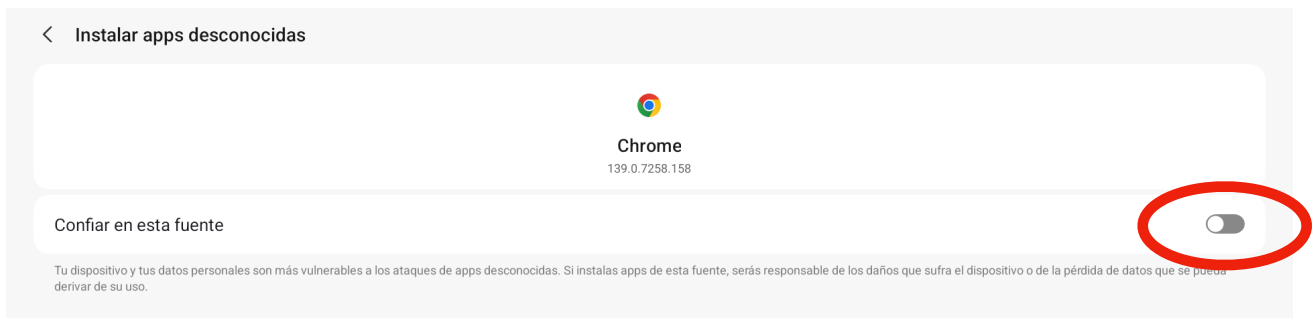 Instalar apps desconocidas
Chrome
139.0.7258.158
Confiar en esta fuente
Tu dispositivo y tus datos personales son más vulnerables a los ataques de apps desconocidas. Si instalas apps de esta fuente, serás responsable de los daños que sufra el dispositivo o de la pérdida de datos que se pueda
derivar de su uso.